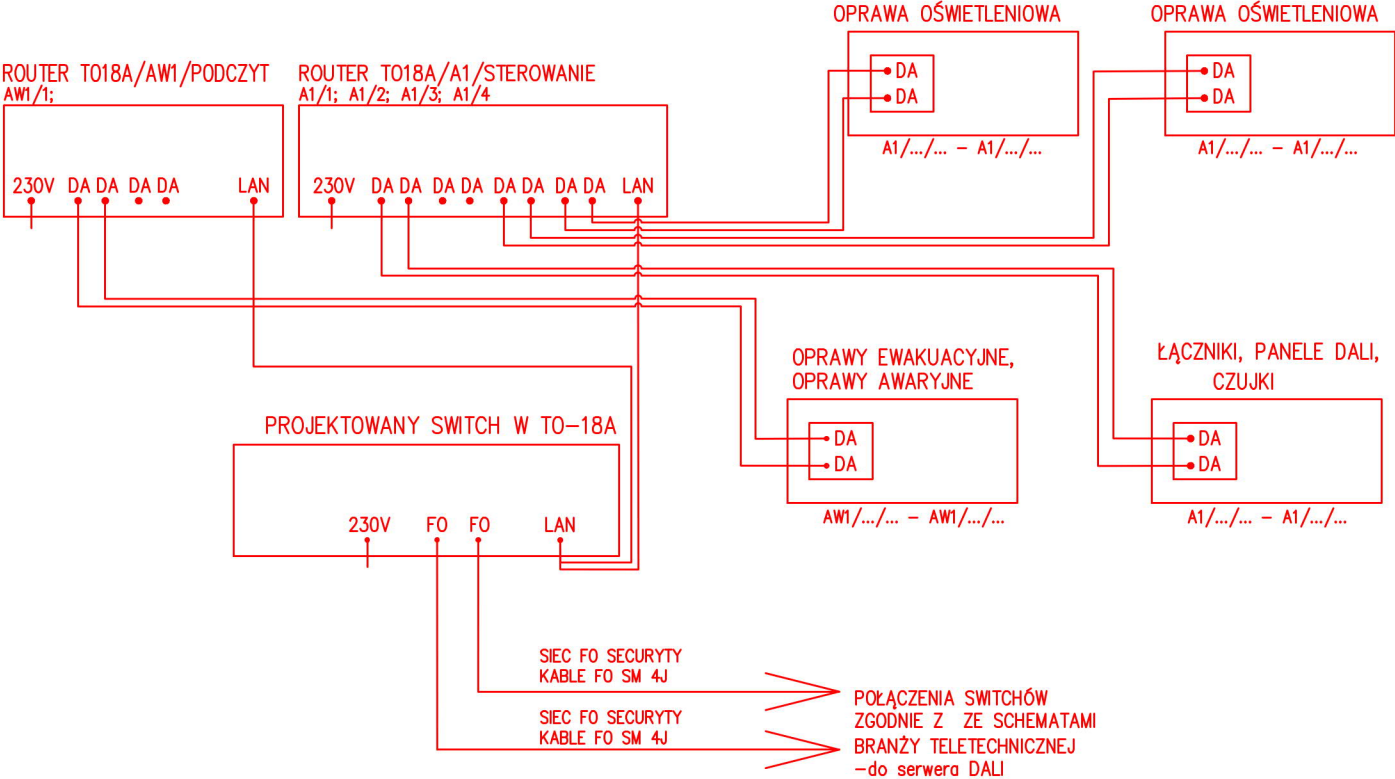 OPRAWA OŚWIETLENIOWA
DA
DA
A1/.../... – A1/.../...
OPRAWA OŚWIETLENIOWA
DA
DA
A1/.../... – A1/.../...
ROUTER TO18A/AW1/PODCZYT
AW1/1;
230V DA DA DA DA LAN
ROUTER TO18A/A1/STEROWANIE
A1/1; A1/2; A1/3; A1/4
230V DA DA DA DA DA DA DA DA LAN
OPRAWY EWAKUACYJNE,
OPRAWY AWARYJNE
DA
DA
AW1/.../... – AW1/.../...
ŁĄCZNIKI, PANELE DALI,
CZUJKI
DA
DA
A1/.../... – A1/.../...
PROJEKTOWANY SWITCH W TO–18A
230V FO FO LAN
SIEC FO SECURYTY
KABLE FO SM 4J
SIEC FO SECURYTY
KABLE FO SM 4J
POŁĄCZENIA SWITCHÓW
ZGODNIE Z ZE SCHEMATAMI
BRANŻY TELETECHNICZNEJ
–do serwera DALI